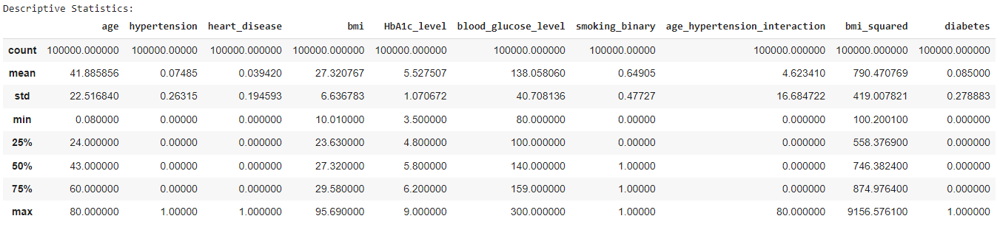 Descriptive Statistics:
age hypertension heart_disease bmi HbA1c_level blood_glucose_level smoking_binary age_hypertension_interaction bmi_squared diabetes
count 100000.000000 100000.00000 100000.000000 100000.000000 100000.000000 100000.000000 100000.00000 100000.000000 100000.000000 100000.000000
mean 41.885856 0.07485 0.039420 27.320767 5.527507 138.058060 0.64905 4.623410 790.470769 0.085000
std 22.516840 0.26315 0.194593 6.636783 1.070672 40.708136 0.47727 16.684722 419.007821 0.278883
min 0.080000 0.00000 0.000000 10.010000 3.500000 80.000000 0.00000 0.000000 100.200100 0.000000
25% 24.000000 0.00000 0.000000 23.630000 4.800000 100.000000 0.00000 0.000000 558.376900 0.000000
50% 43.000000 0.00000 0.000000 27.320000 5.800000 140.000000 1.00000 0.000000 746.382400 0.000000
75% 60.000000 0.00000 0.000000 29.580000 6.200000 159.000000 1.00000 0.000000 874.976400 0.000000
max 80.000000 1.00000 1.000000 95.690000 9.000000 300.000000 1.00000 80.000000 9156.576100 1.000000